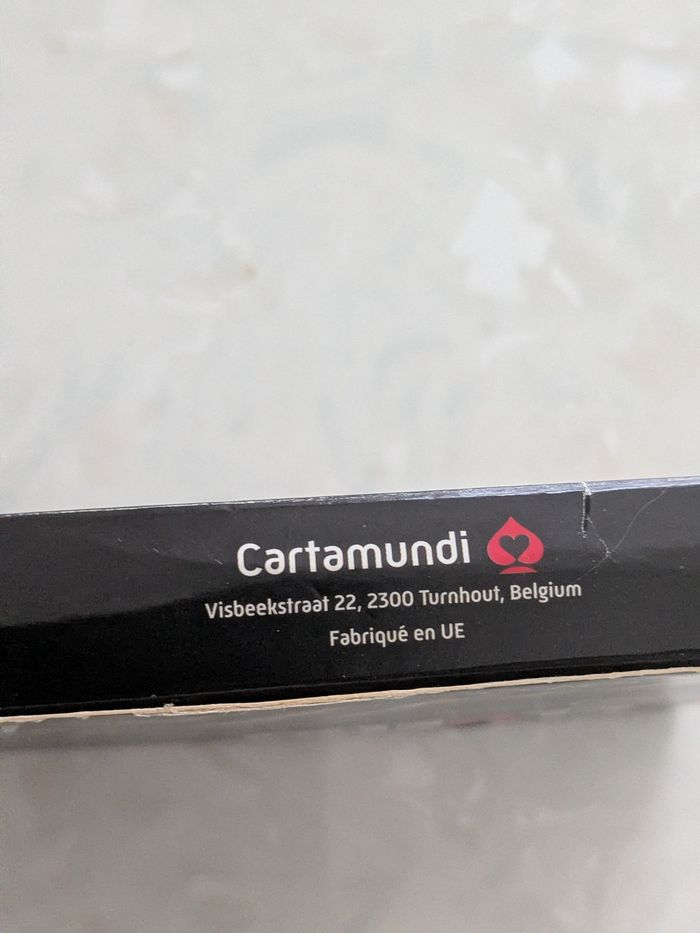 Cartamundi
Visbeekstraat 22, 2300 Turnhout, Belgium
Fabriqué en UE